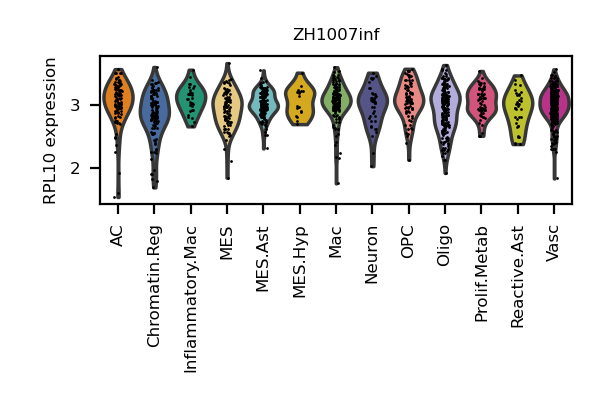 ZH1007inf
RPL10 expression
3
2
AC
Chromatin.Reg
Inflammatory.Mac
MES
MES.Ast
MES.Hyp
Mac
Neuron
OPC
Oligo
Prolif.Metab
Reactive.Ast
Vasc